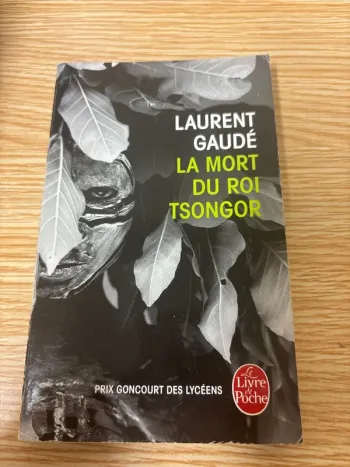 LAURENT
GAUDÉ
LA MORT
DU ROI
TSONGOR
PRIX GONCOURT DES LYCÉENS
Le
Livre
de
Poche